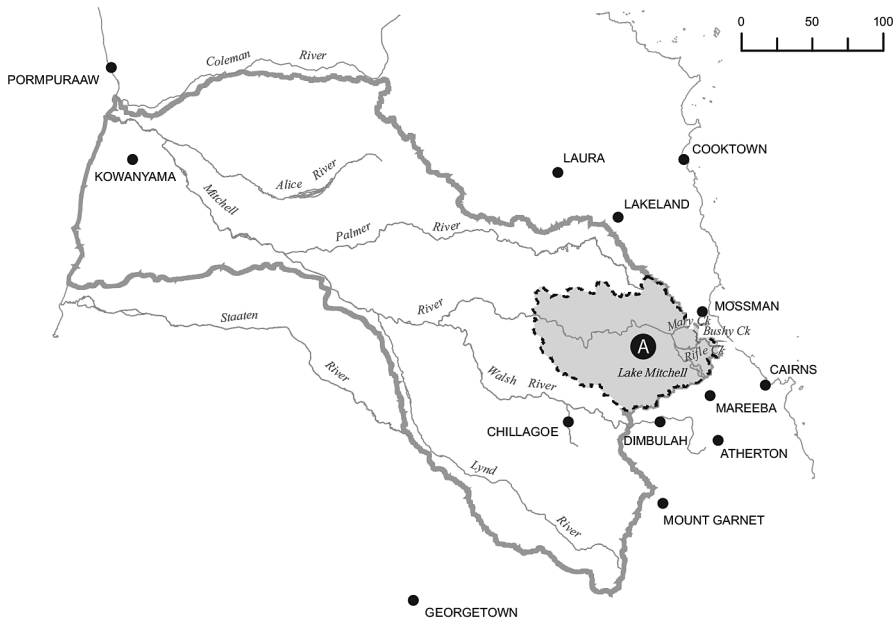 0 50 100
Coleman River
PORMPURAAW
COOKTOWN
LAURA
KOWANYAMA
Alice River
Mitchell
LAKELAND
Palmer River
River
MOSSMAN
Staaten
Mary Ck
Bushy Ck
A
Rifle Ck
River
Walsh River
Lake Mitchell
CAIRNS
MAREEBA
CHILLAGOE
DIMBULAH
ATHERTON
Lynd
River
MOUNT GARNET
GEORGETOWN